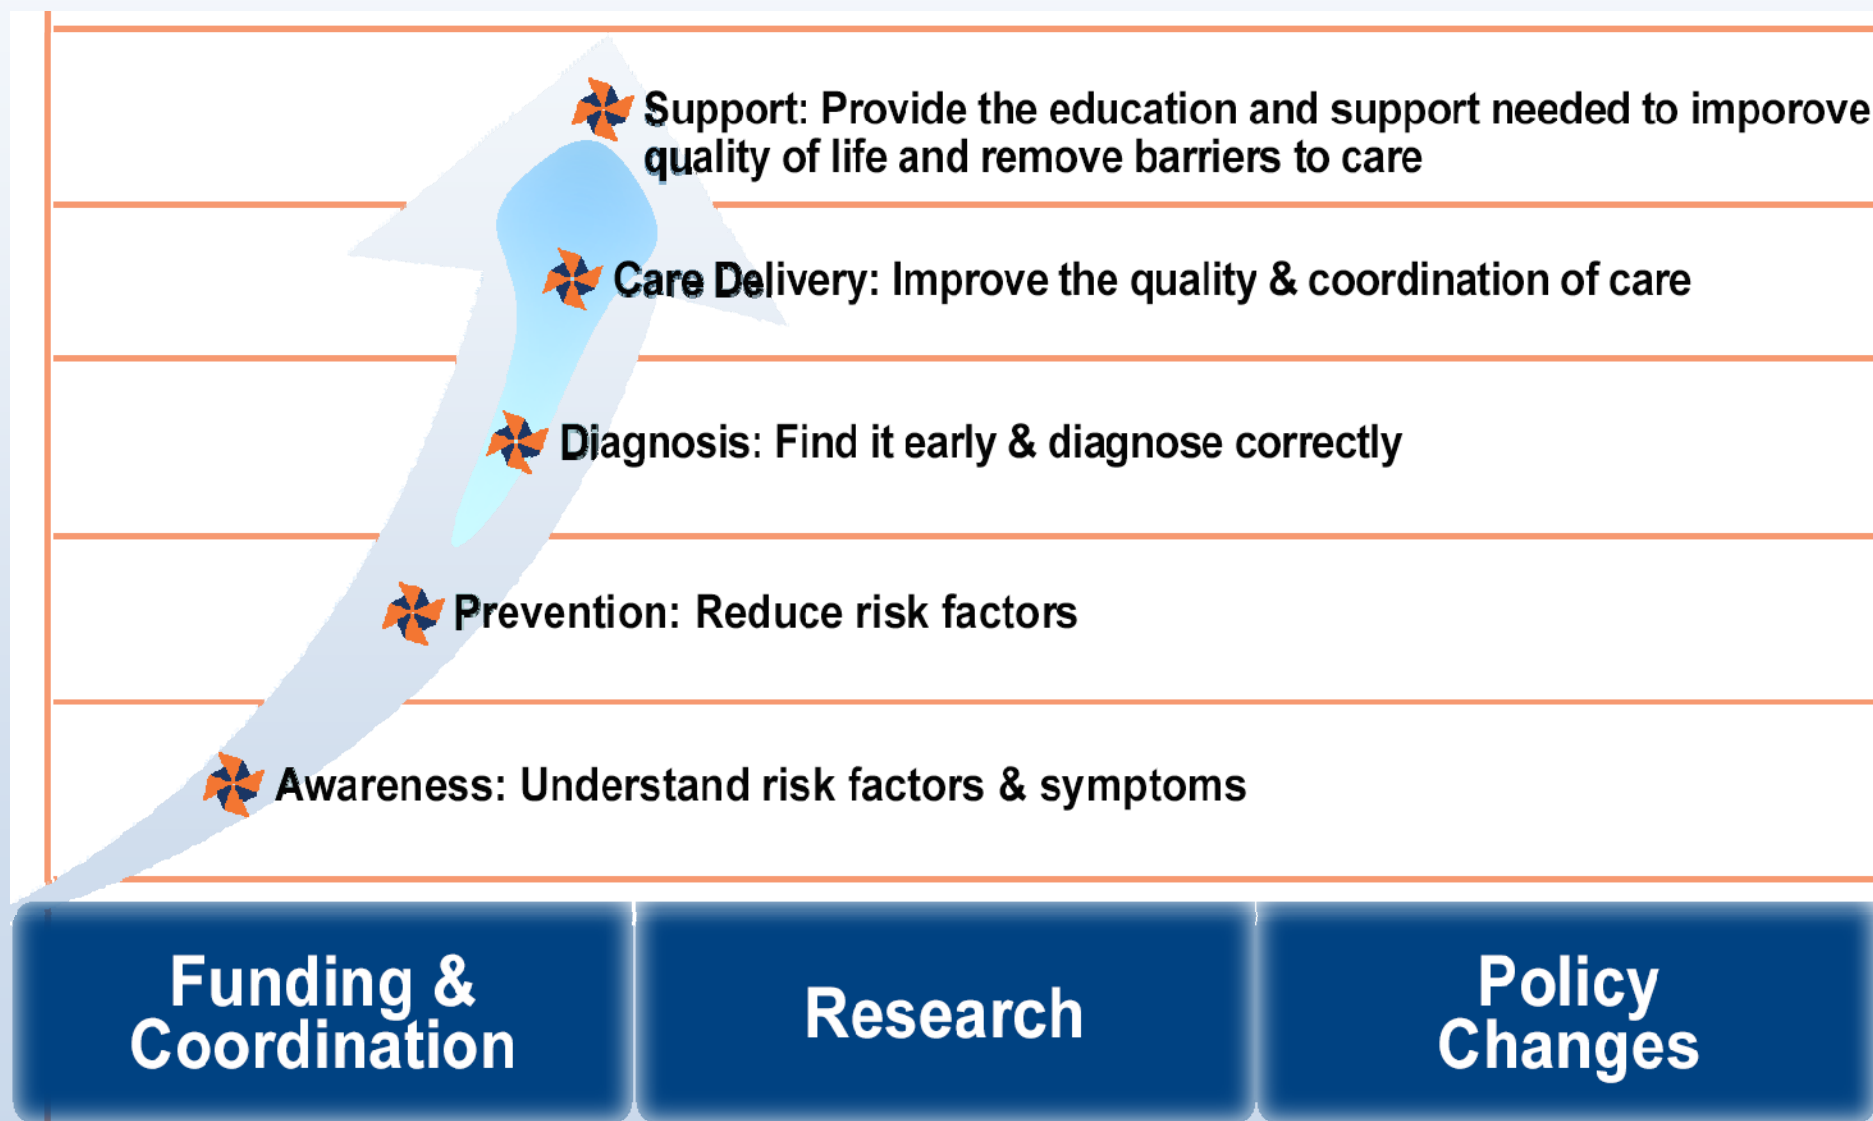 Support: Provide the education and support needed to imporove
quality of life and remove barriers to care
Care Delivery: Improve the quality & coordination of care
Diagnosis: Find it early & diagnose correctly
Prevention: Reduce risk factors
Awareness: Understand risk factors & symptoms
Funding &
Coordination
Research
Policy
Changes